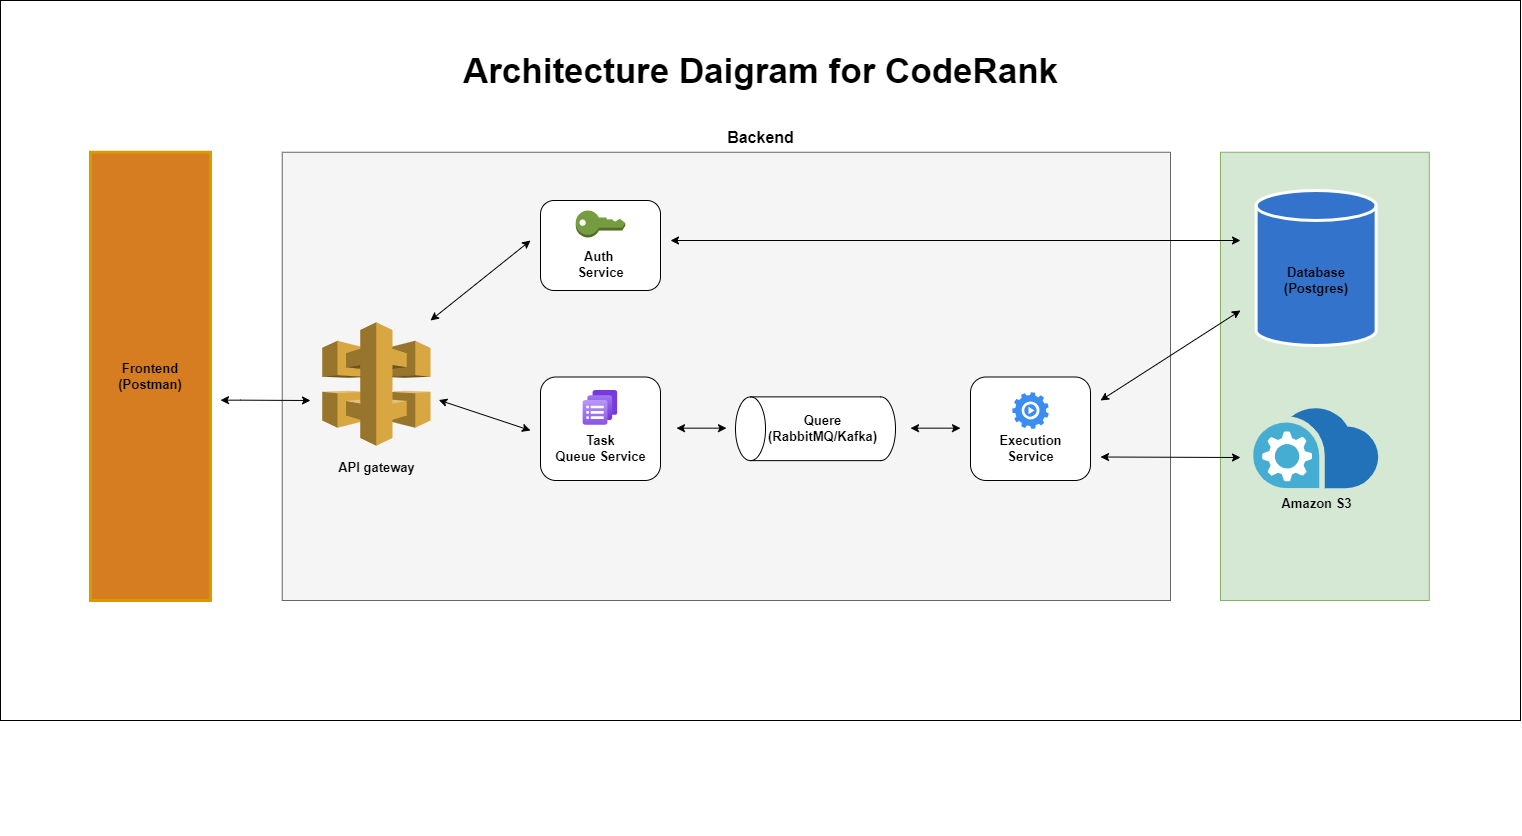 Architecture Daigram for CodeRank
Backend
Frontend
(Postman)
API gateway
Auth
Service
Task
Queue Service
Quere
(RabbitMQ/Kafka)
Execution
Service
Database
(Postgres)
Amazon S3